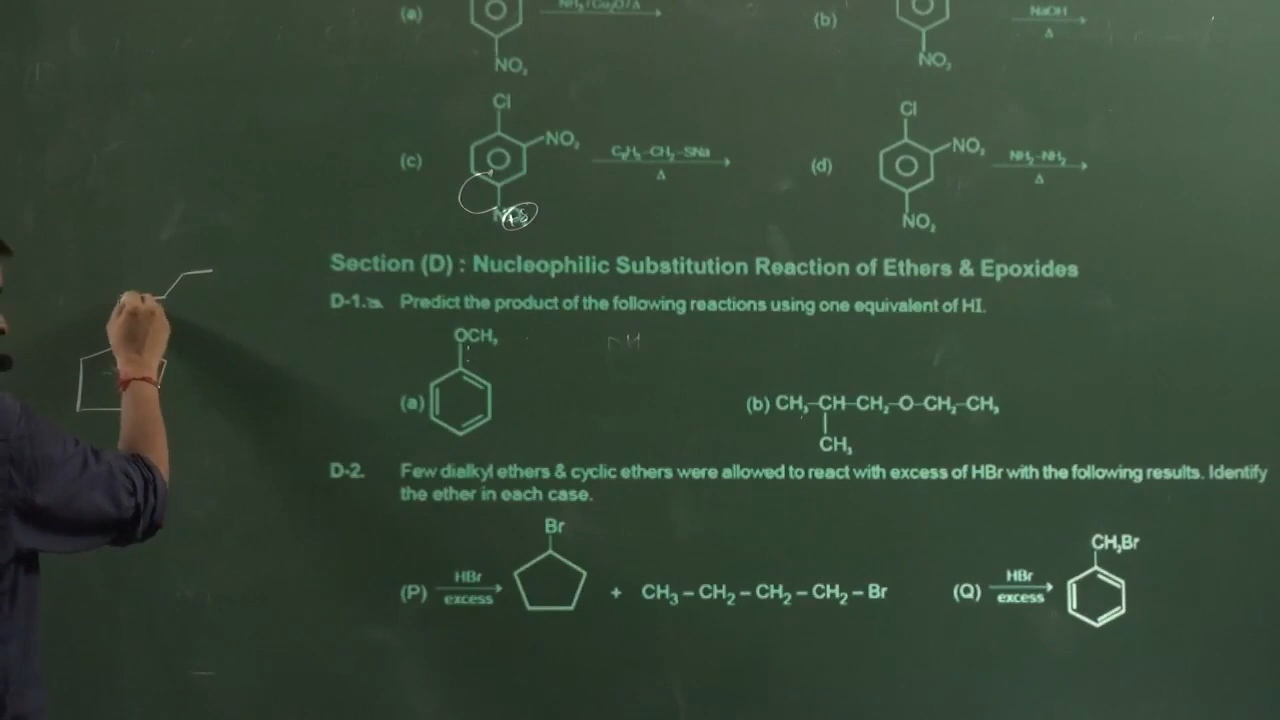 (a) NH₃/Cu₂O/Δ (b) NaOH
Δ
NO₂ NO₂
Cl Cl
(c) NO₂ C₆H₅–CH₂–SNa (d) NO₂ NH₂–NH₂
Δ Δ
NO₂
Section (D) : Nucleophilic Substitution Reaction of Ethers & Epoxides
D-1. Predict the product of the following reactions using one equivalent of HI.
OCH₃
(a) (b) CH₃–CH–CH₂–O–CH₂–CH₃
CH₃
D-2. Few dialkyl ethers & cyclic ethers were allowed to react with excess of HBr with the following results. Identify
the ether in each case.
Br CH₂Br
(P) HBr excess + CH₃ – CH₂ – CH₂ – CH₂ – Br (Q) HBr excess